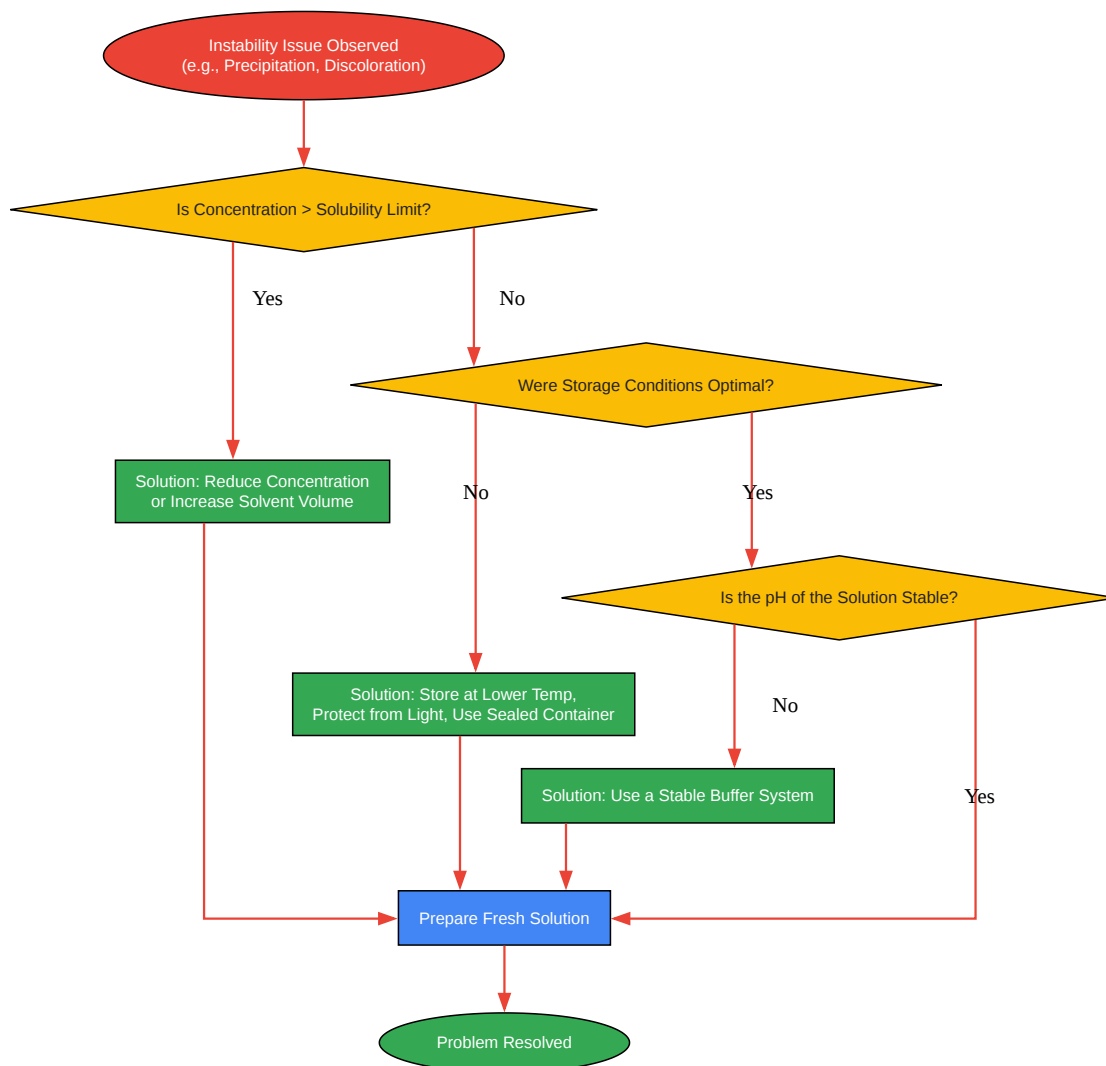 Instability Issue Observed
(e.g., Precipitation, Discoloration)
Is Concentration > Solubility Limit?
Yes
No
Were Storage Conditions Optimal?
Solution: Reduce Concentration
or Increase Solvent Volume
No
Yes
Is the pH of the Solution Stable?
Solution: Store at Lower Temp,
Protect from Light, Use Sealed Container
No
Solution: Use a Stable Buffer System
Yes
Prepare Fresh Solution
Problem Resolved